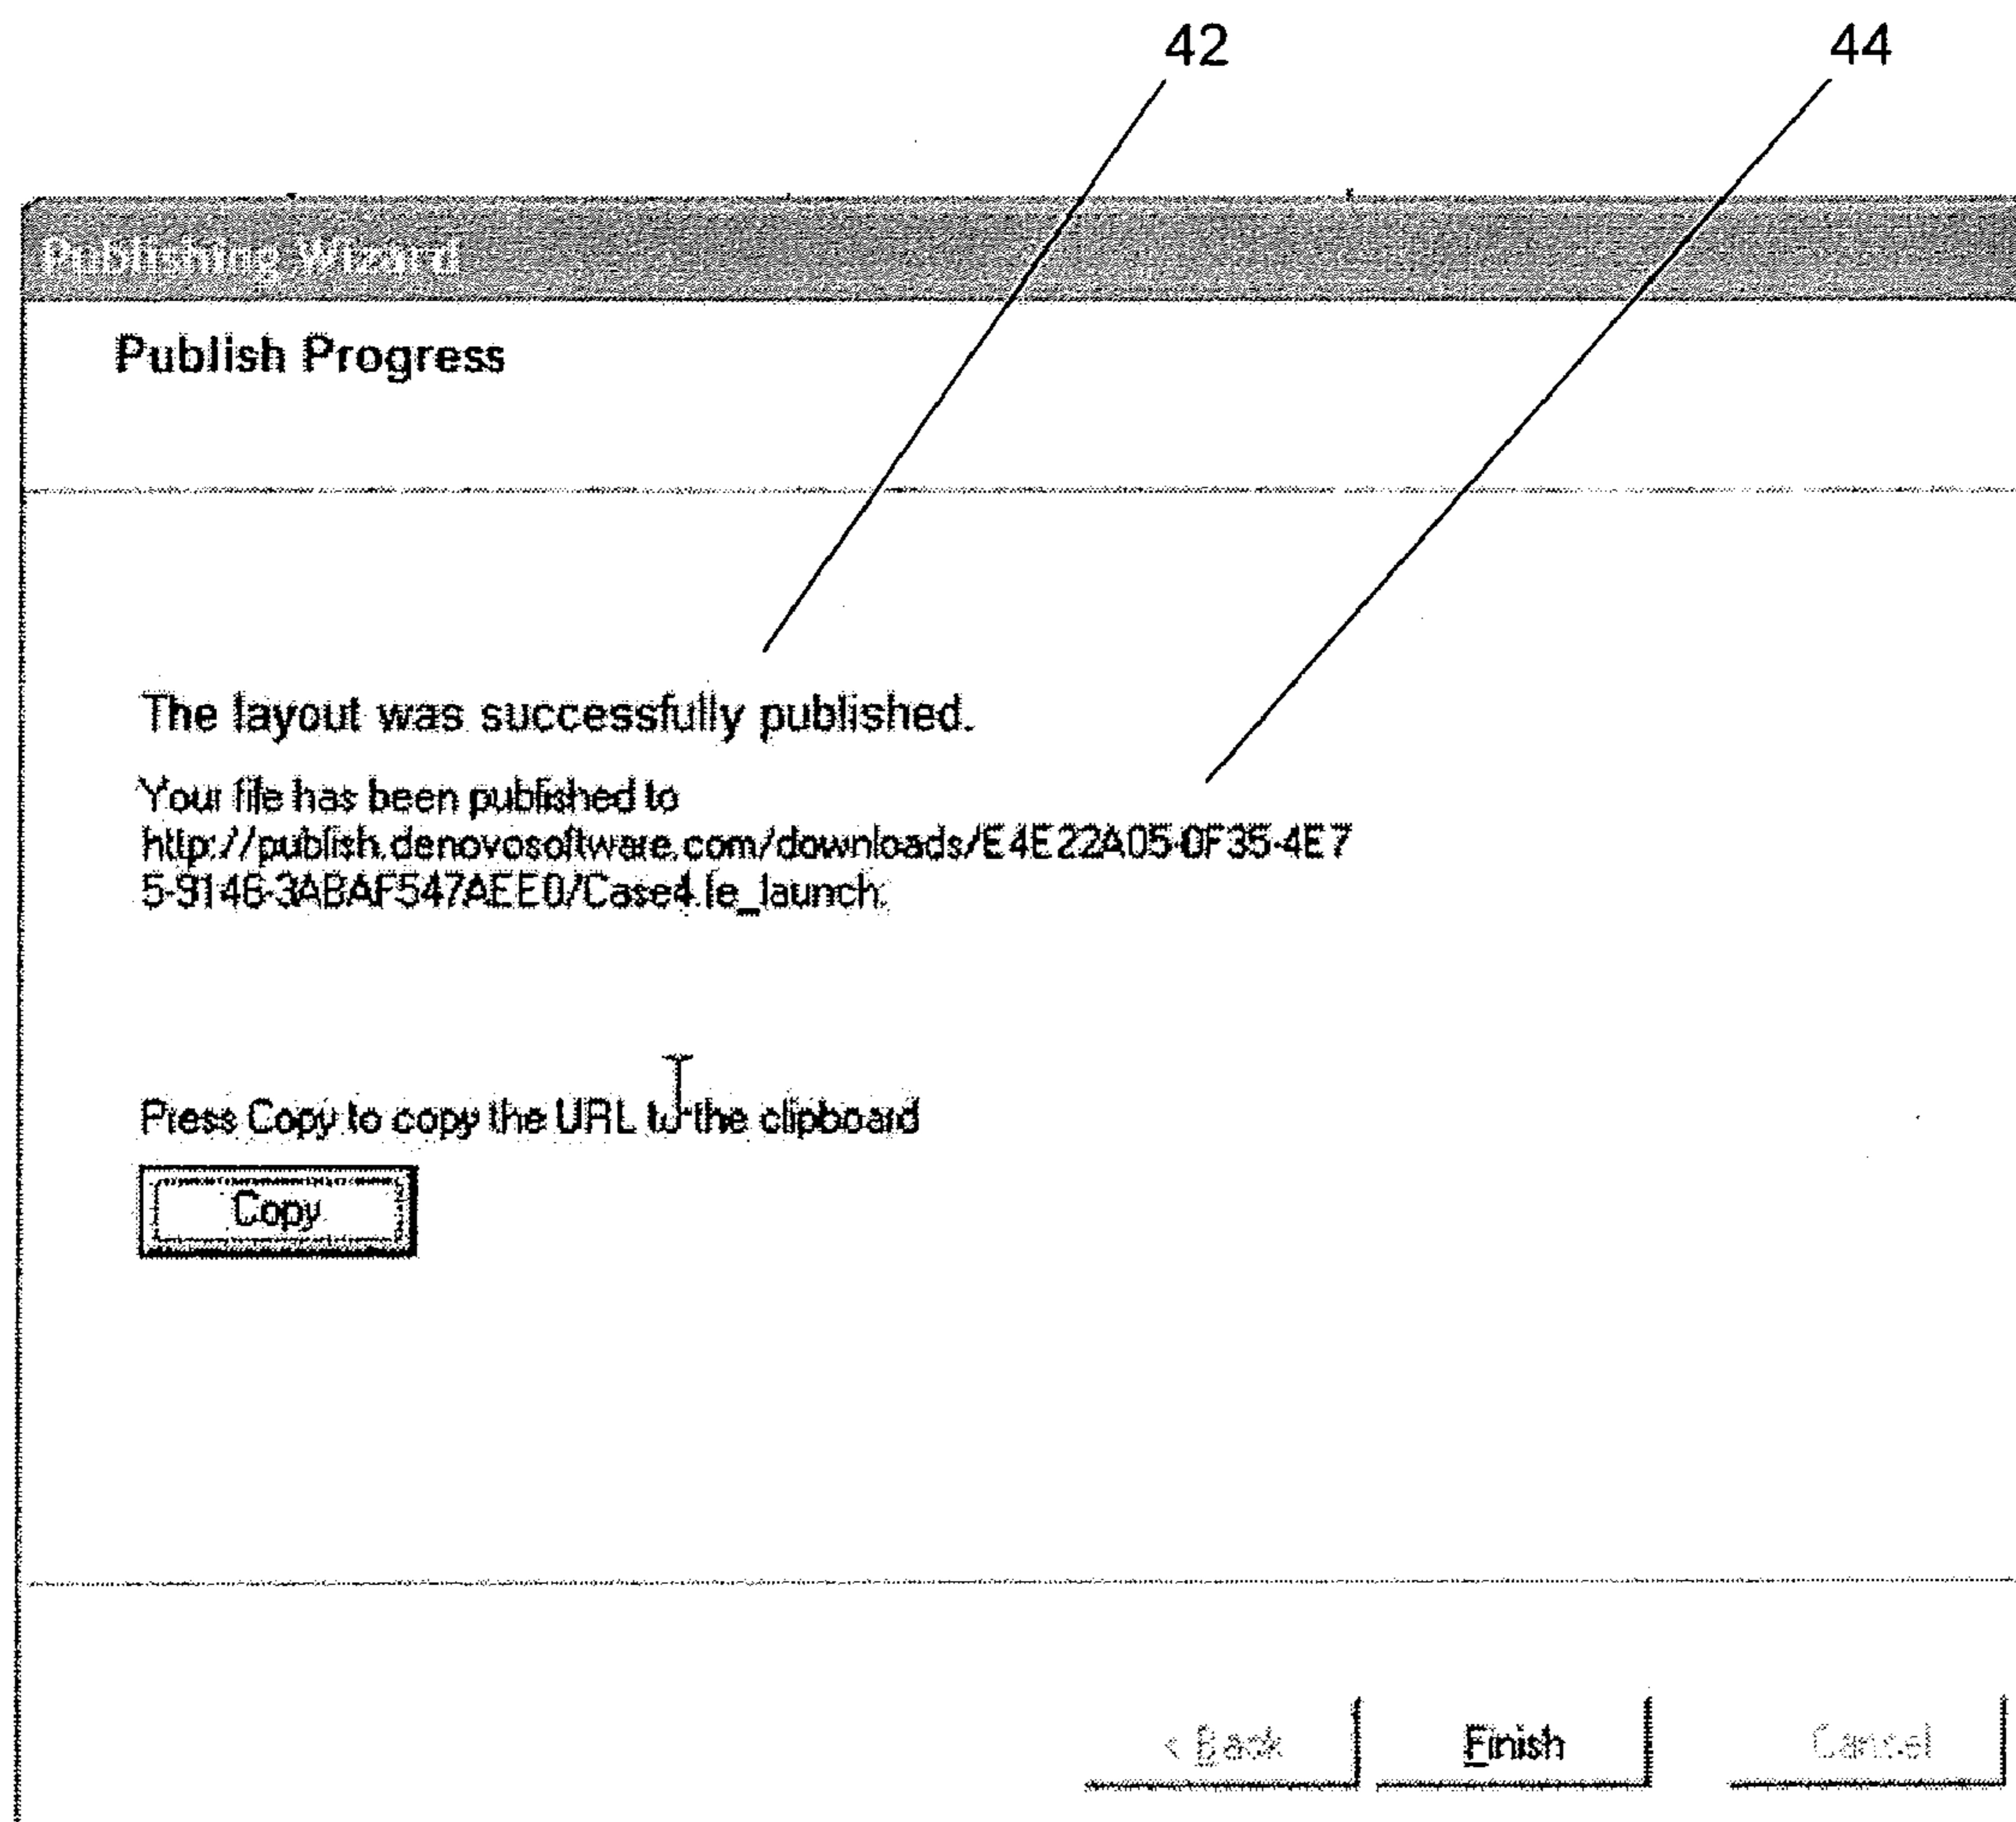 42 44
Publishing Wizard
Publish Progress
The layout was successfully published.
Your file has been published to
http://publish.denovosoftware.com/downloads/E4E22A05-0F35-4E7
5-9146-3ABAF547AEE0/Case4.le_launch.
Press Copy to copy the URL to the clipboard
Copy
< Back Finish Cancel